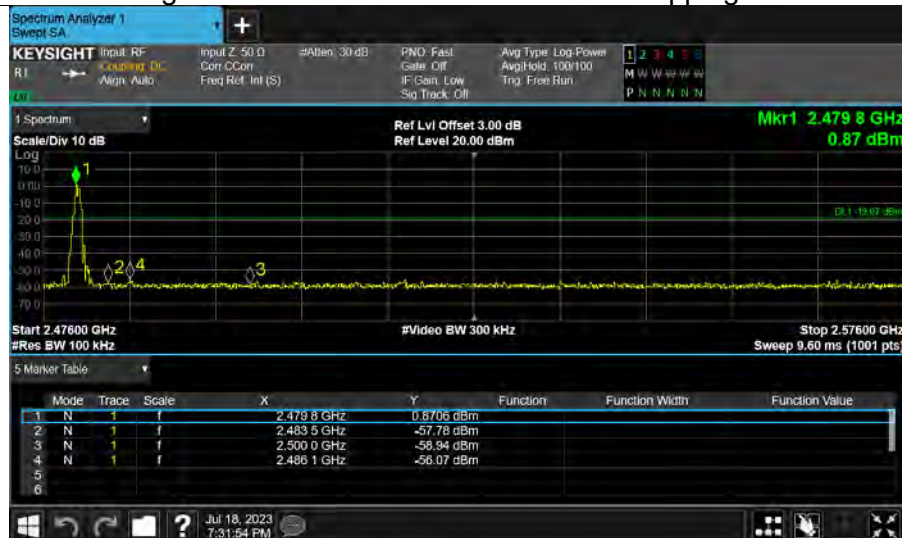 Spectrum Analyzer 1
Swept SA
+
KEYSIGHT Input: RF Input Z: 50 Ω #Atten: 30 dB PNO: Fast Avg Type: Log-Power 1 2 3 4 5 6
R L Coupling: DC Corr CCorr Gate: Off Avg|Hold: 100/100 M W W W W W
Align: Auto Freq Ref: Int (S) IF Gain: Low Trig: Free Run
Sig Track: Off P N N N N N
1 Spectrum Ref Lvl Offset 3.00 dB Mkr1 2.479 8 GHz
Scale/Div 10 dB Ref Level 20.00 dBm 0.87 dBm
Log
10.0
0.00
-10.0
-20.0
-30.0
-40.0
-50.0
-60.0
-70.0
1
2
4
3
DL1 -19.07 dBm
Start 2.47600 GHz #Video BW 300 kHz Stop 2.57600 GHz
#Res BW 100 kHz Sweep 9.60 ms (1001 pts)
5 Marker Table
Mode Trace Scale X Y Function Function Width Function Value
1 N 1 f 2.479 8 GHz 0.8706 dBm
2 N 1 f 2.483 5 GHz -57.78 dBm
3 N 1 f 2.500 0 GHz -58.94 dBm
4 N 1 f 2.486 1 GHz -56.07 dBm
5
6
? Jul 18, 2023
7:31:54 PM